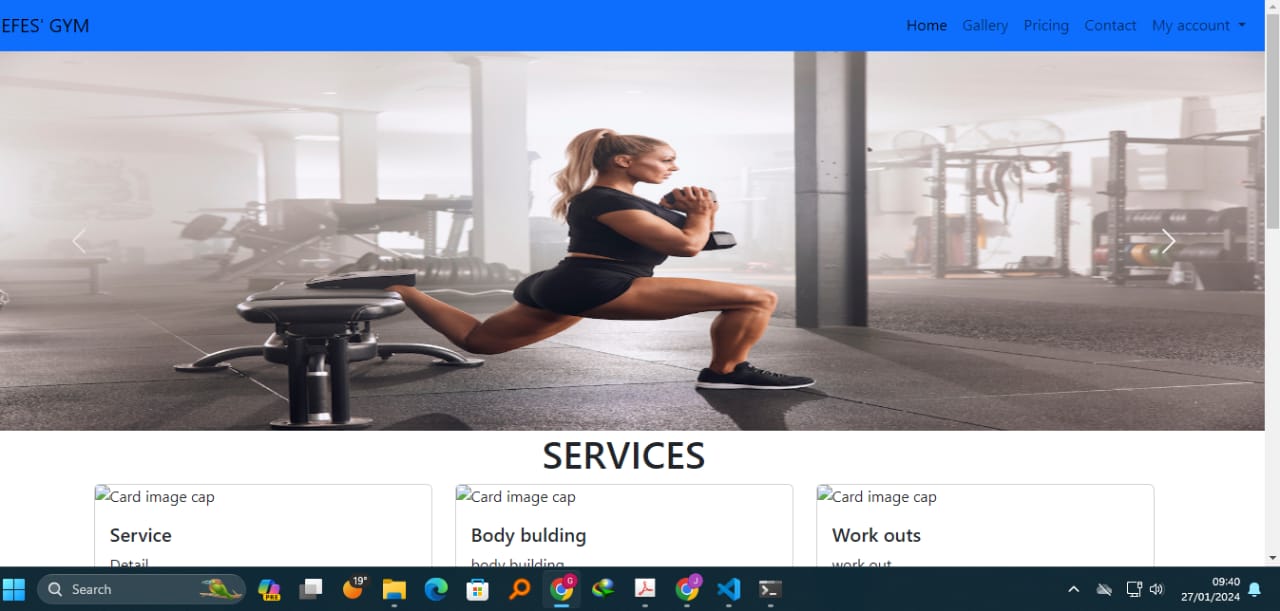 EFES' GYM
Home Gallery Pricing Contact My account
SERVICES
Card image cap Card image cap Card image cap
Service Body bulding Work outs
Detail body building work out
Search
PRE
19°
G
J
09:40
27/01/2024